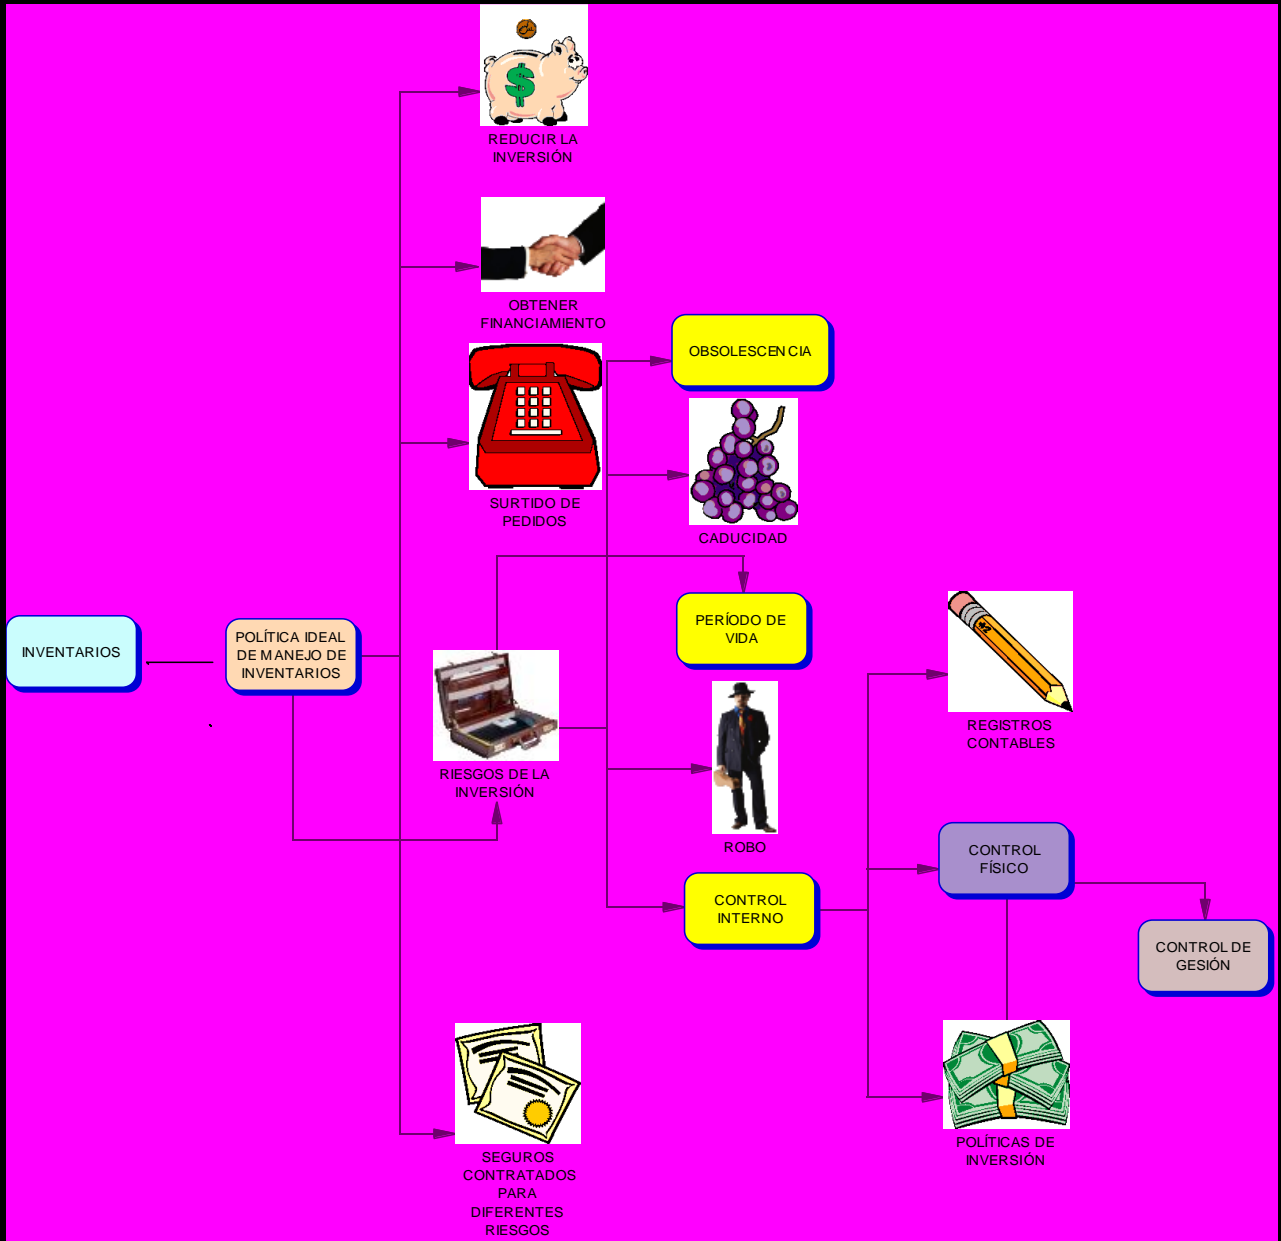 REDUCIR LA
INVERSIÓN
OBTENER
FINANCIAMIENTO
OBSOLESCENCIA
SURTIDO DE
PEDIDOS
CADUCIDAD
INVENTARIOS
POLÍTICA IDEAL
DE MANEJO DE
INVENTARIOS
PERÍODO DE
VIDA
RIESGOS DE LA
INVERSIÓN
REGISTROS
CONTABLES
ROBO
CONTROL
INTERNO
CONTROL
FÍSICO
CONTROL DE
GESIÓN
POLÍTICAS DE
INVERSIÓN
SEGUROS
CONTRATADOS
PARA
DIFERENTES
RIESGOS